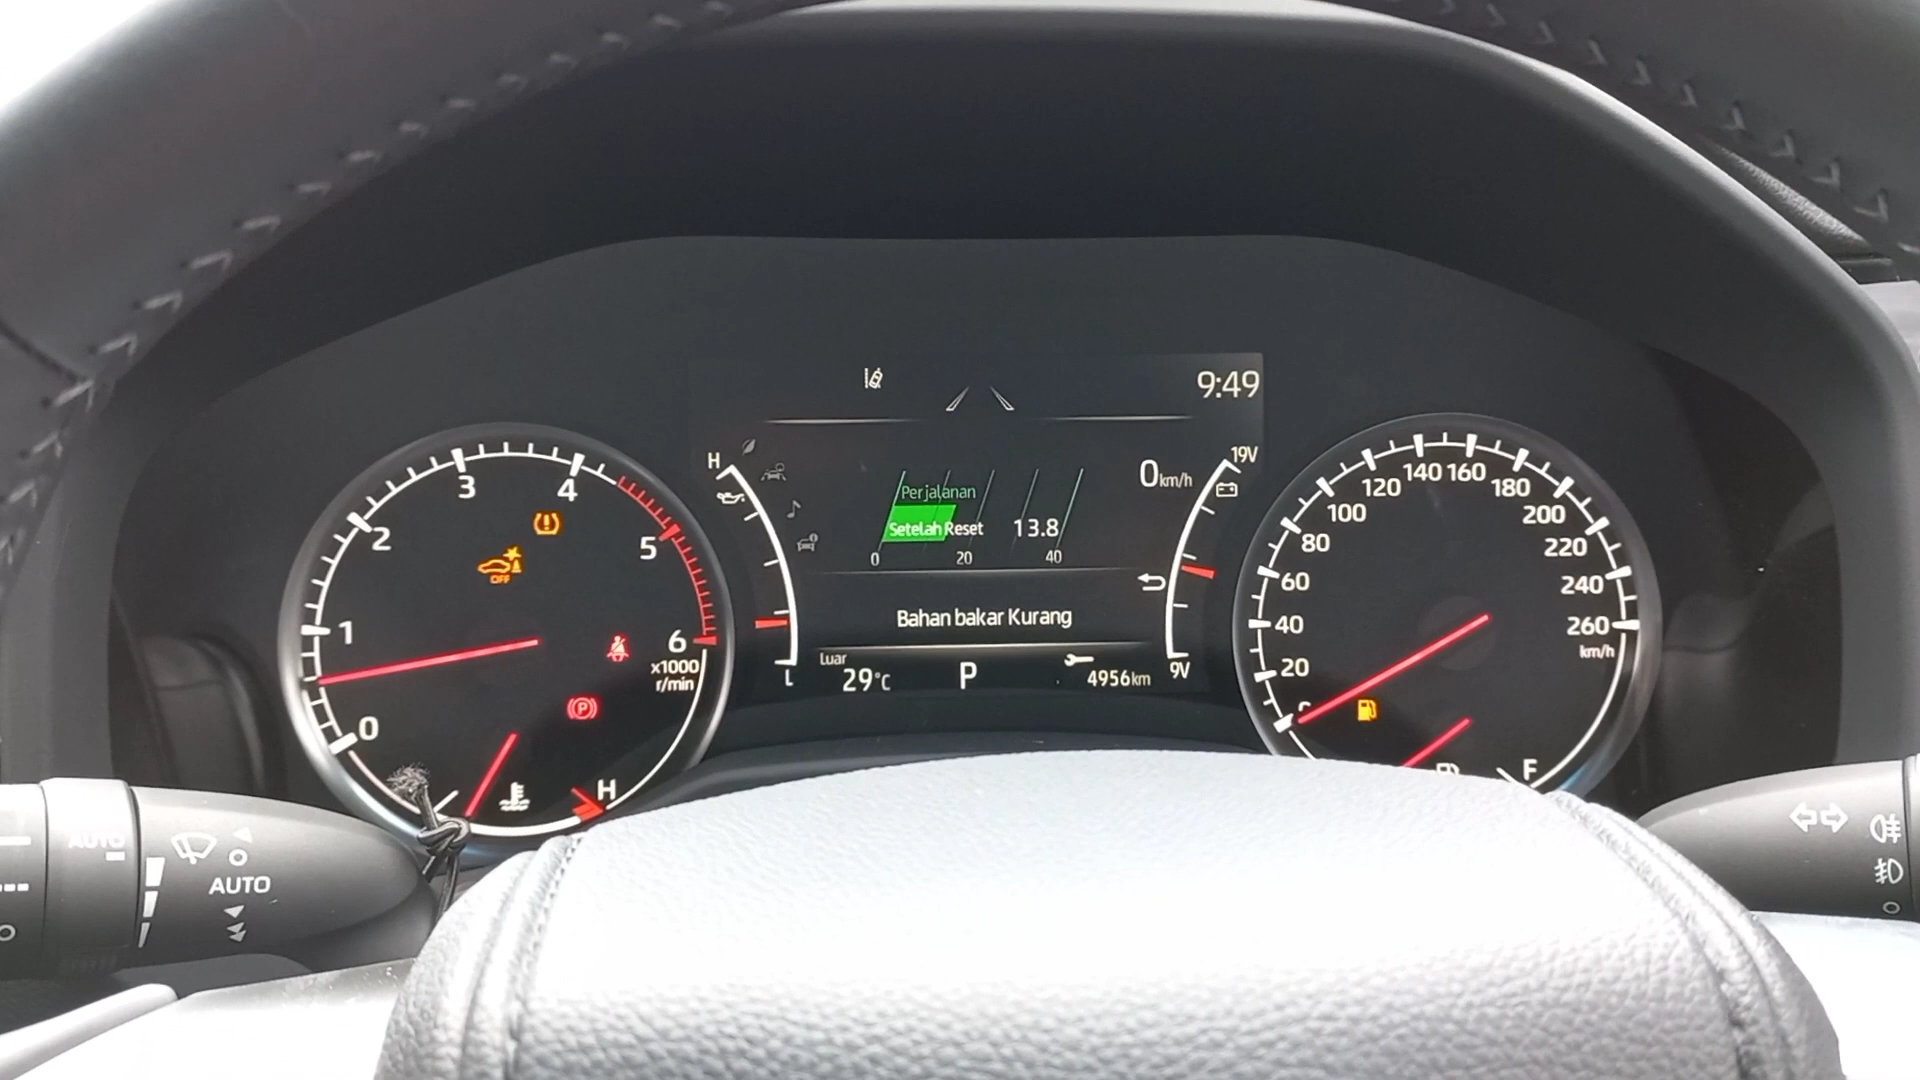 9:49
H
19V
0km/h
Perjalanan
Setelah Reset 13.8
0 20 40
Bahan bakar Kurang
Luar
29°C
P
4956km
L
9V
0
1
2
3
4
5
6
x1000
r/min
OFF
P
H
0
20
40
60
80
100
120
140
160
180
200
220
240
260
km/h
F
AUTO
AUTO